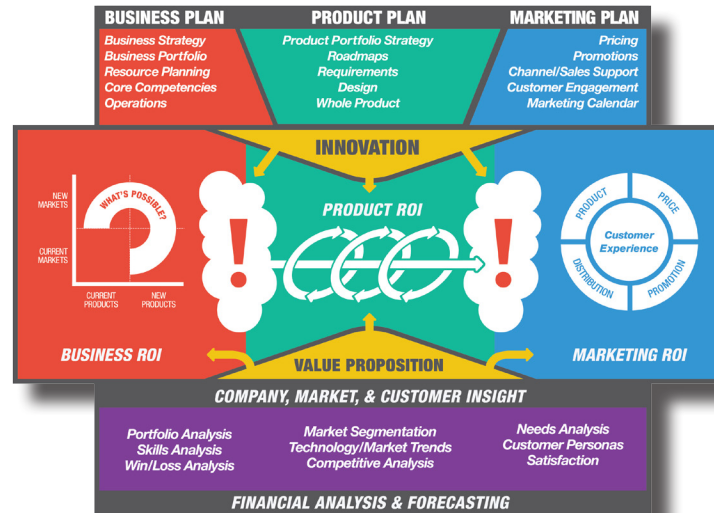 BUSINESS PLAN
Business Strategy
Business Portfolio
Resource Planning
Core Competencies
Operations
PRODUCT PLAN
Product Portfolio Strategy
Roadmaps
Requirements
Design
Whole Product
MARKETING PLAN
Pricing
Promotions
Channel/Sales Support
Customer Engagement
Marketing Calendar
INNOVATION
NEW
MARKETS
CURRENT
MARKETS
WHAT'S POSSIBLE?
CURRENT
PRODUCTS
NEW
PRODUCTS
BUSINESS ROI
!
PRODUCT ROI
!
PRODUCT
PRICE
Customer
Experience
DISTRIBUTION
PROMOTION
MARKETING ROI
VALUE PROPOSITION
COMPANY, MARKET, & CUSTOMER INSIGHT
Portfolio Analysis
Skills Analysis
Win/Loss Analysis
Market Segmentation
Technology/Market Trends
Competitive Analysis
Needs Analysis
Customer Personas
Satisfaction
FINANCIAL ANALYSIS & FORECASTING